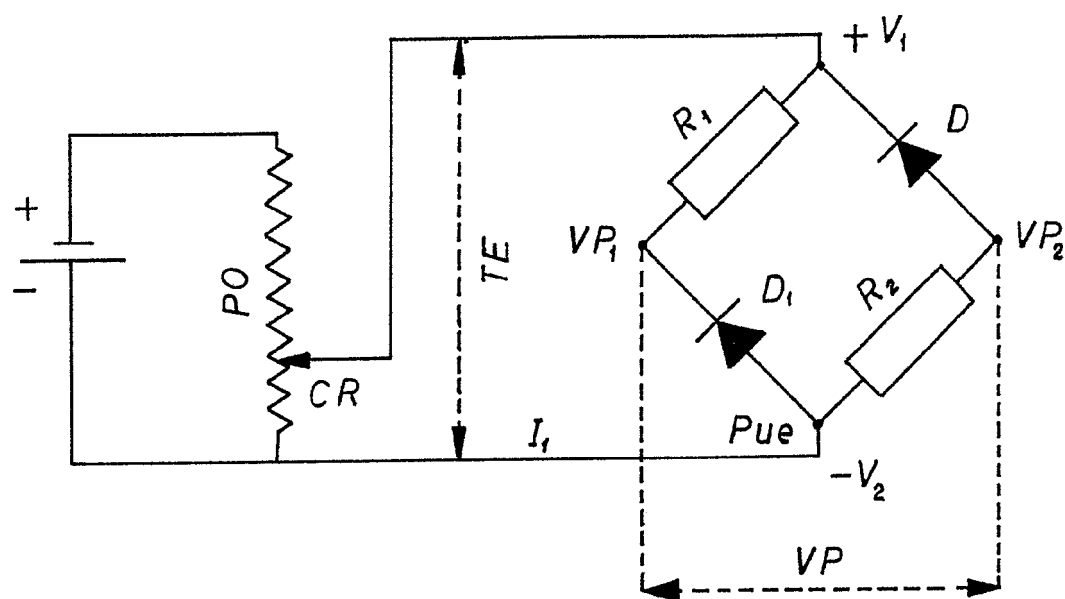 + V₁
R₁
D
+
-
PO
TE
VP₁
VP₂
D₁
R₂
CR
I₁
Pue
-V₂
VP